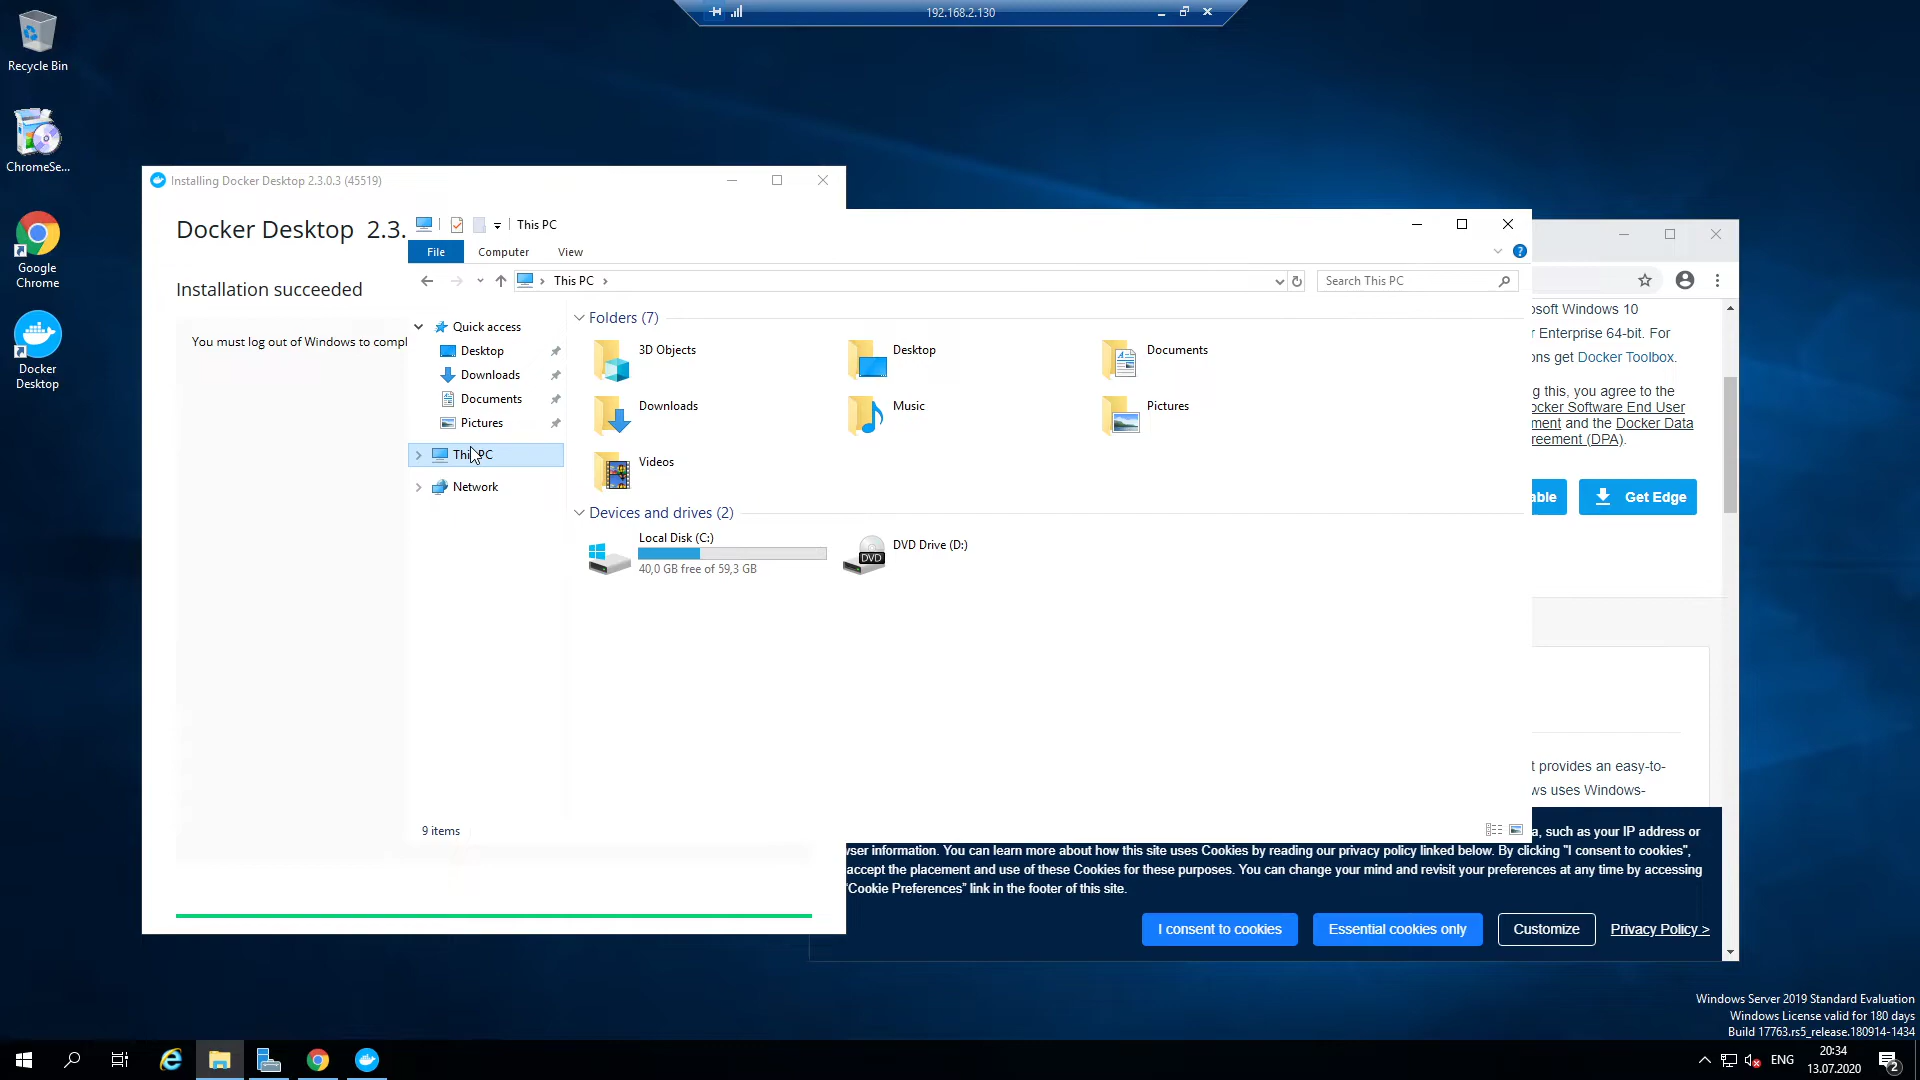 192.168.2.130
Recycle Bin
ChromeSe...
Google
Chrome
Docker
Desktop
Installing Docker Desktop 2.3.0.3 (45519)
Docker Desktop 2.3.
Installation succeeded
You must log out of Windows to compl
This PC
File
Computer
View
This PC
Search This PC
Quick access
Desktop
Downloads
Documents
Pictures
This PC
Network
Folders (7)
3D Objects
Desktop
Documents
Downloads
Music
Pictures
Videos
Devices and drives (2)
Local Disk (C:)
40,0 GB free of 59,3 GB
DVD
DVD Drive (D:)
9 items
osoft Windows 10
r Enterprise 64-bit. For
ons get Docker Toolbox.
g this, you agree to the
ocker Software End User
ment and the Docker Data
reement (DPA).
able
Get Edge
t provides an easy-to-
ws uses Windows-
a, such as your IP address or
wser information. You can learn more about how this site uses Cookies by reading our privacy policy linked below. By clicking "I consent to cookies",
accept the placement and use of these Cookies for these purposes. You can change your mind and revisit your preferences at any time by accessing
"Cookie Preferences" link in the footer of this site.
I consent to cookies
Essential cookies only
Customize
Privacy Policy >
Windows Server 2019 Standard Evaluation
Windows License valid for 180 days
Build 17763.rs5_release.180914-1434
ENG
20:34
13.07.2020
2